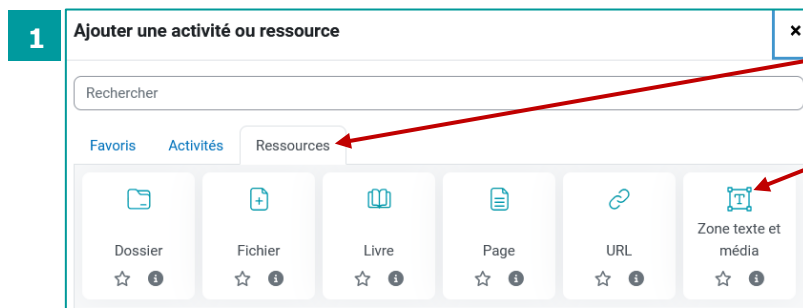 1
Ajouter une activité ou ressource
×
Rechercher
Favoris Activités Ressources
Dossier Fichier Livre Page URL Zone texte et média